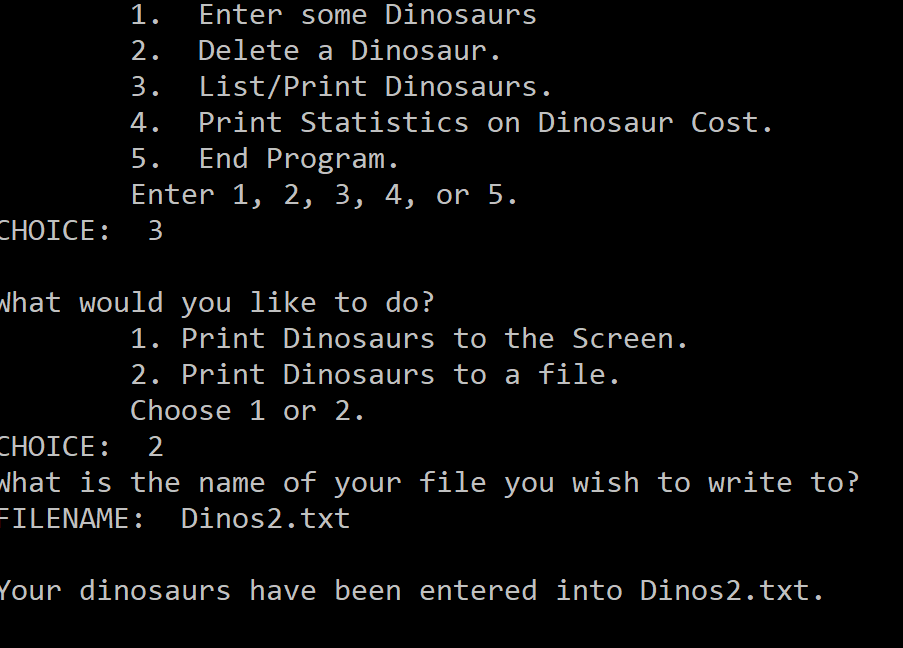 1.  Enter some Dinosaurs
2.  Delete a Dinosaur.
3.  List/Print Dinosaurs.
4.  Print Statistics on Dinosaur Cost.
5.  End Program.
Enter 1, 2, 3, 4, or 5.
CHOICE:  3
What would you like to do?
1. Print Dinosaurs to the Screen.
2. Print Dinosaurs to a file.
Choose 1 or 2.
CHOICE:  2
What is the name of your file you wish to write to?
FILENAME:  Dinos2.txt
Your dinosaurs have been entered into Dinos2.txt.